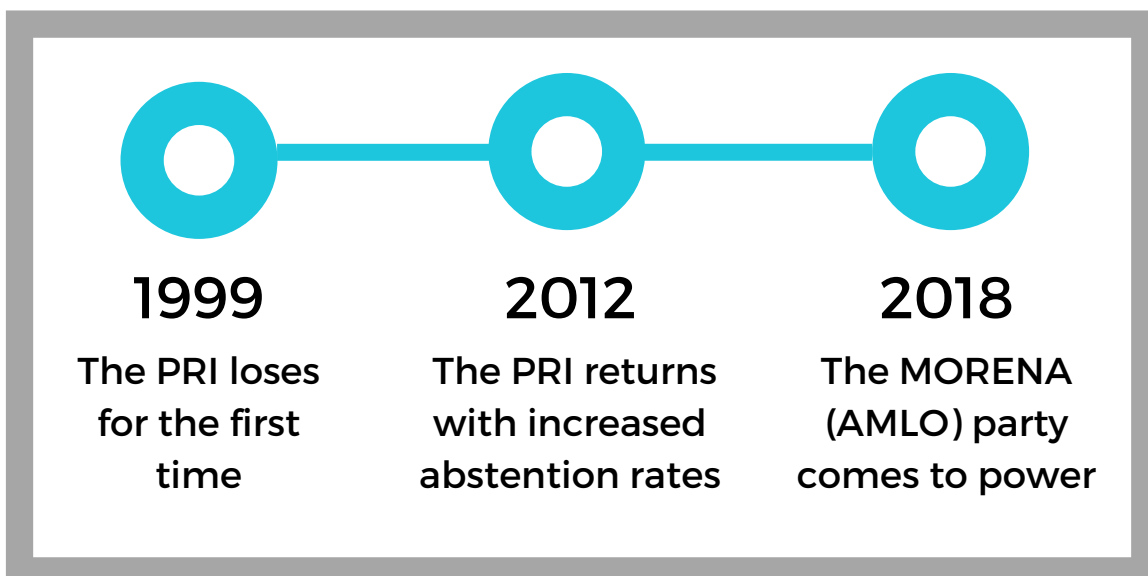 1999
The PRI loses
for the first
time
2012
The PRI returns
with increased
abstention rates
2018
The MORENA
(AMLO) party
comes to power